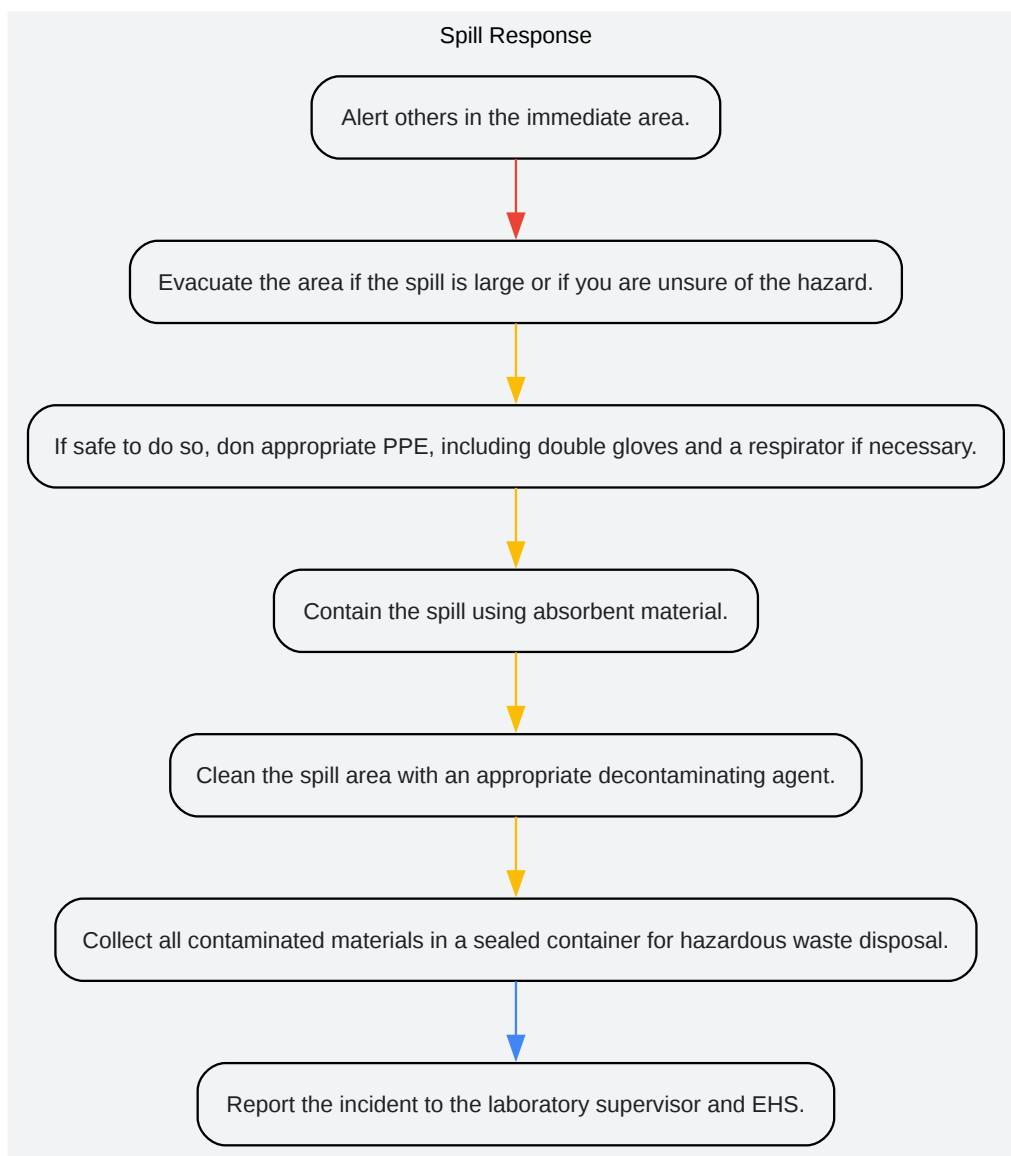 Spill Response
Alert others in the immediate area.
Evacuate the area if the spill is large or if you are unsure of the hazard.
If safe to do so, don appropriate PPE, including double gloves and a respirator if necessary.
Contain the spill using absorbent material.
Clean the spill area with an appropriate decontaminating agent.
Collect all contaminated materials in a sealed container for hazardous waste disposal.
Report the incident to the laboratory supervisor and EHS.